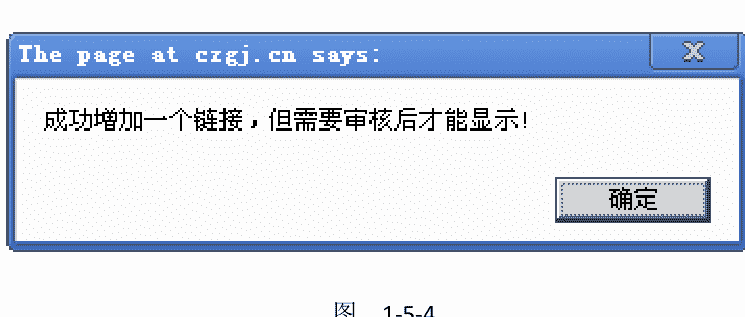 The page at czgj.cn says:
X
成功增加一个链接，但需要审核后才能显示!
确定
图 1-5-4